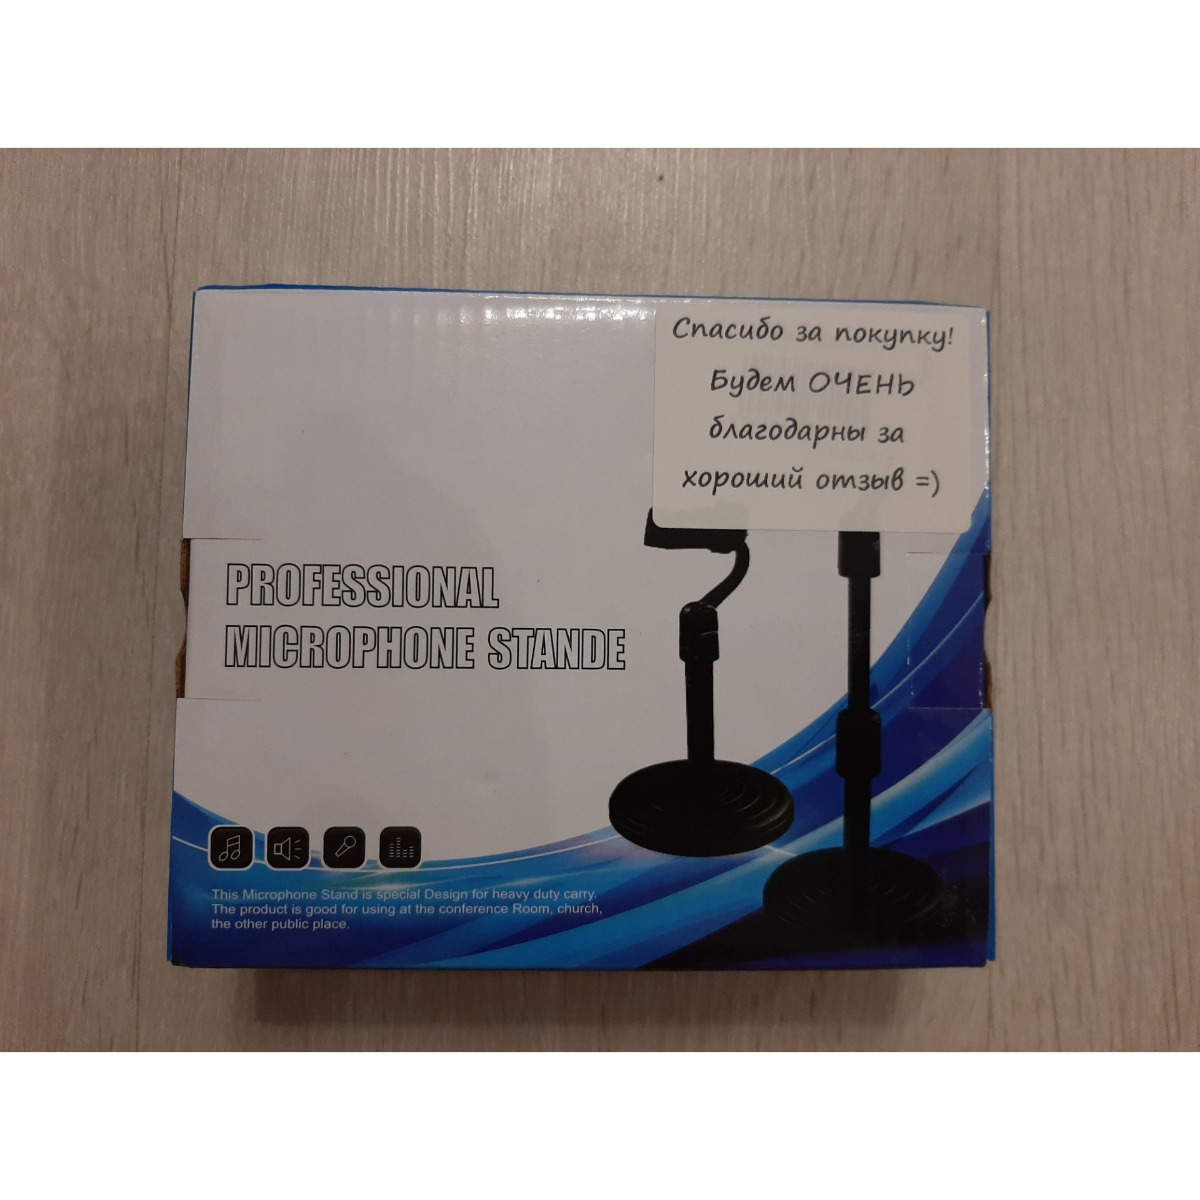 Спасибо за покупку!
Будем ОЧЕНЬ
благодарны за
хороший отзыв =)
PROFESSIONAL
MICROPHONE STANDE
This Microphone Stand is special Design for heavy duty carry.
The product is good for using at the conference Room, church,
the other public place.